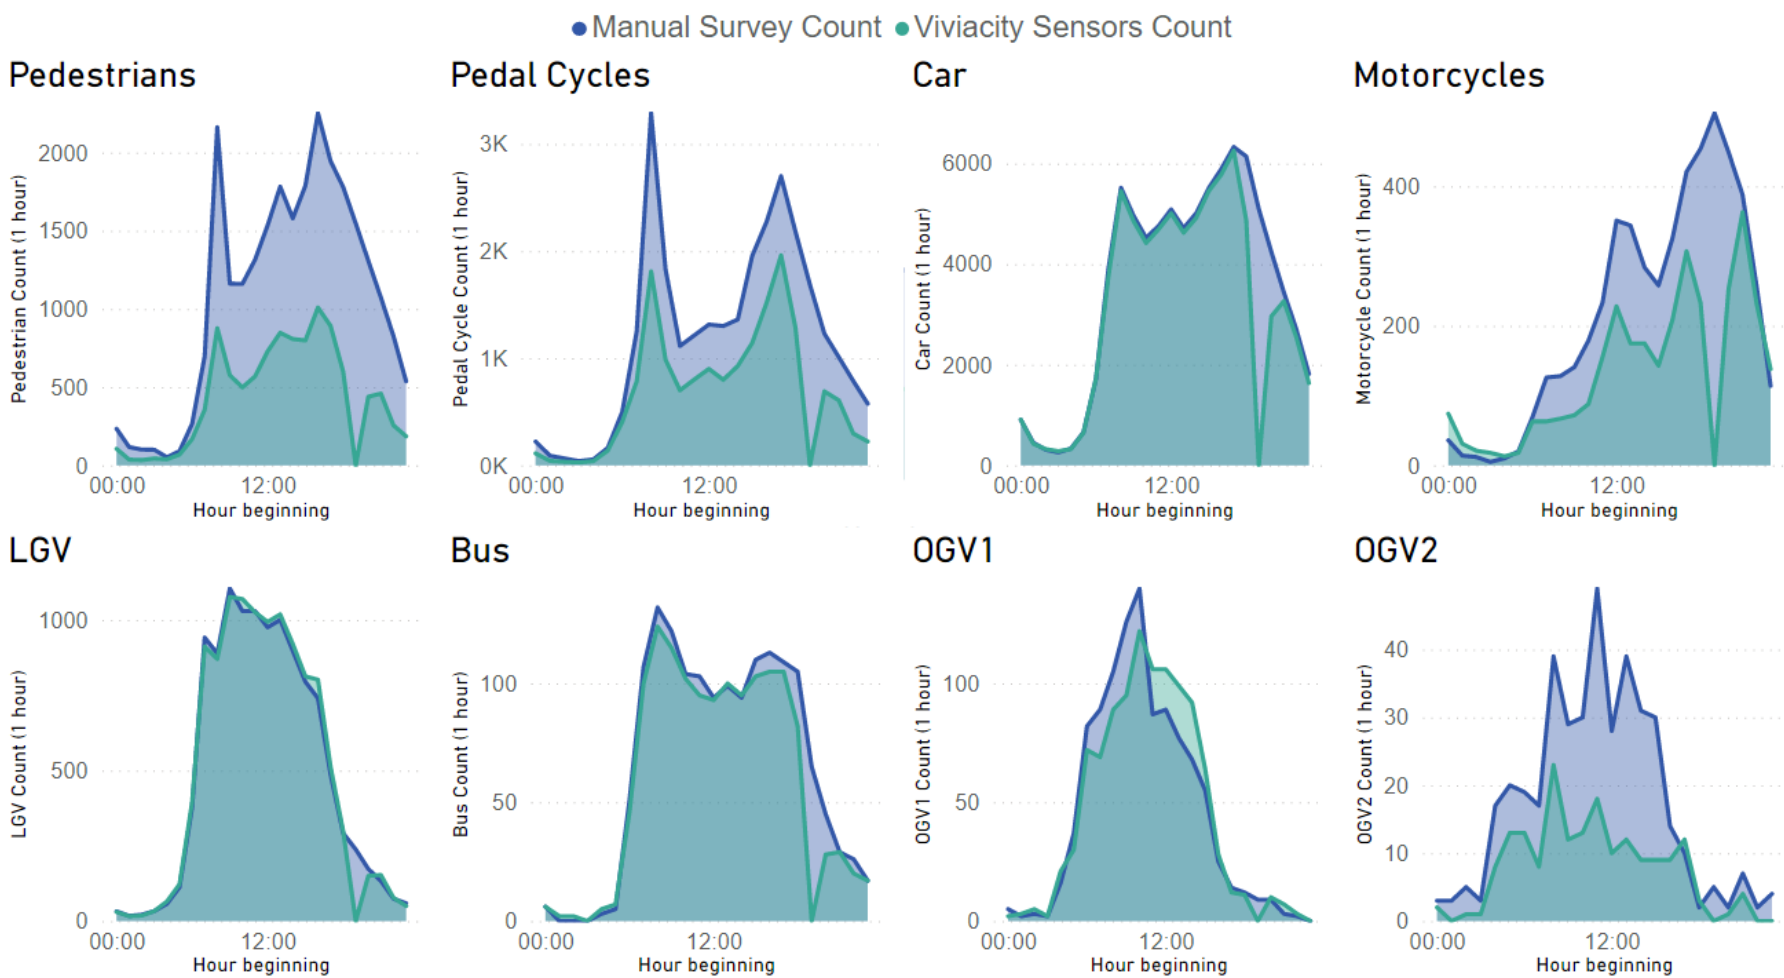 Manual Survey Count Viviacity Sensors Count
Pedestrians
Pedestrian Count (1 hour)
2000
1500
1000
500
0
00:00 12:00
Hour beginning
Pedal Cycles
Pedal Cycle Count (1 hour)
3K
2K
1K
0K
00:00 12:00
Hour beginning
Car
Car Count (1 hour)
6000
4000
2000
0
00:00 12:00
Hour beginning
Motorcycles
Motorcycle Count (1 hour)
400
200
0
00:00 12:00
Hour beginning
LGV
LGV Count (1 hour)
1000
500
0
00:00 12:00
Hour beginning
Bus
Bus Count (1 hour)
100
50
0
00:00 12:00
Hour beginning
OGV1
OGV1 Count (1 hour)
100
50
0
00:00 12:00
Hour beginning
OGV2
OGV2 Count (1 hour)
40
30
20
10
0
00:00 12:00
Hour beginning